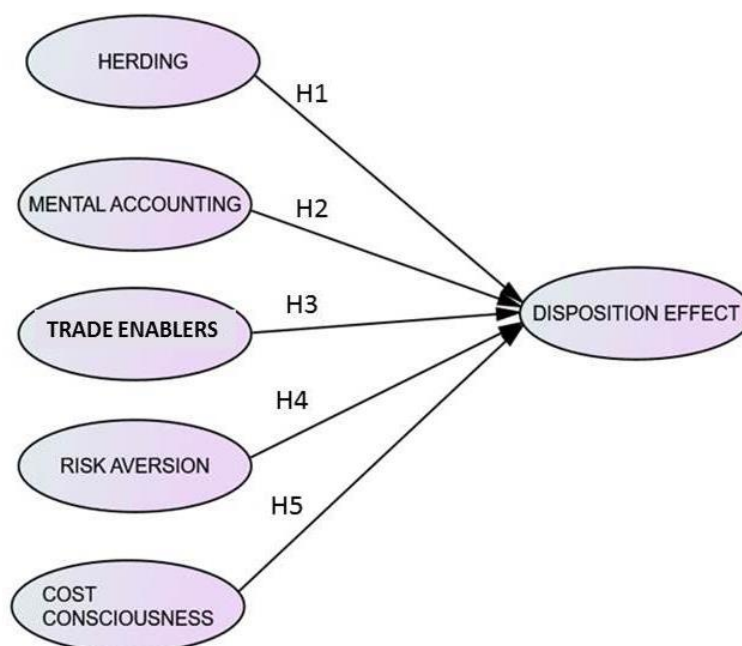 HERDING
H1
MENTAL ACCOUNTING
H2
TRADE ENABLERS
H3
DISPOSITION EFFECT
RISK AVERSION
H4
COST
CONSCIOUSNESS
H5